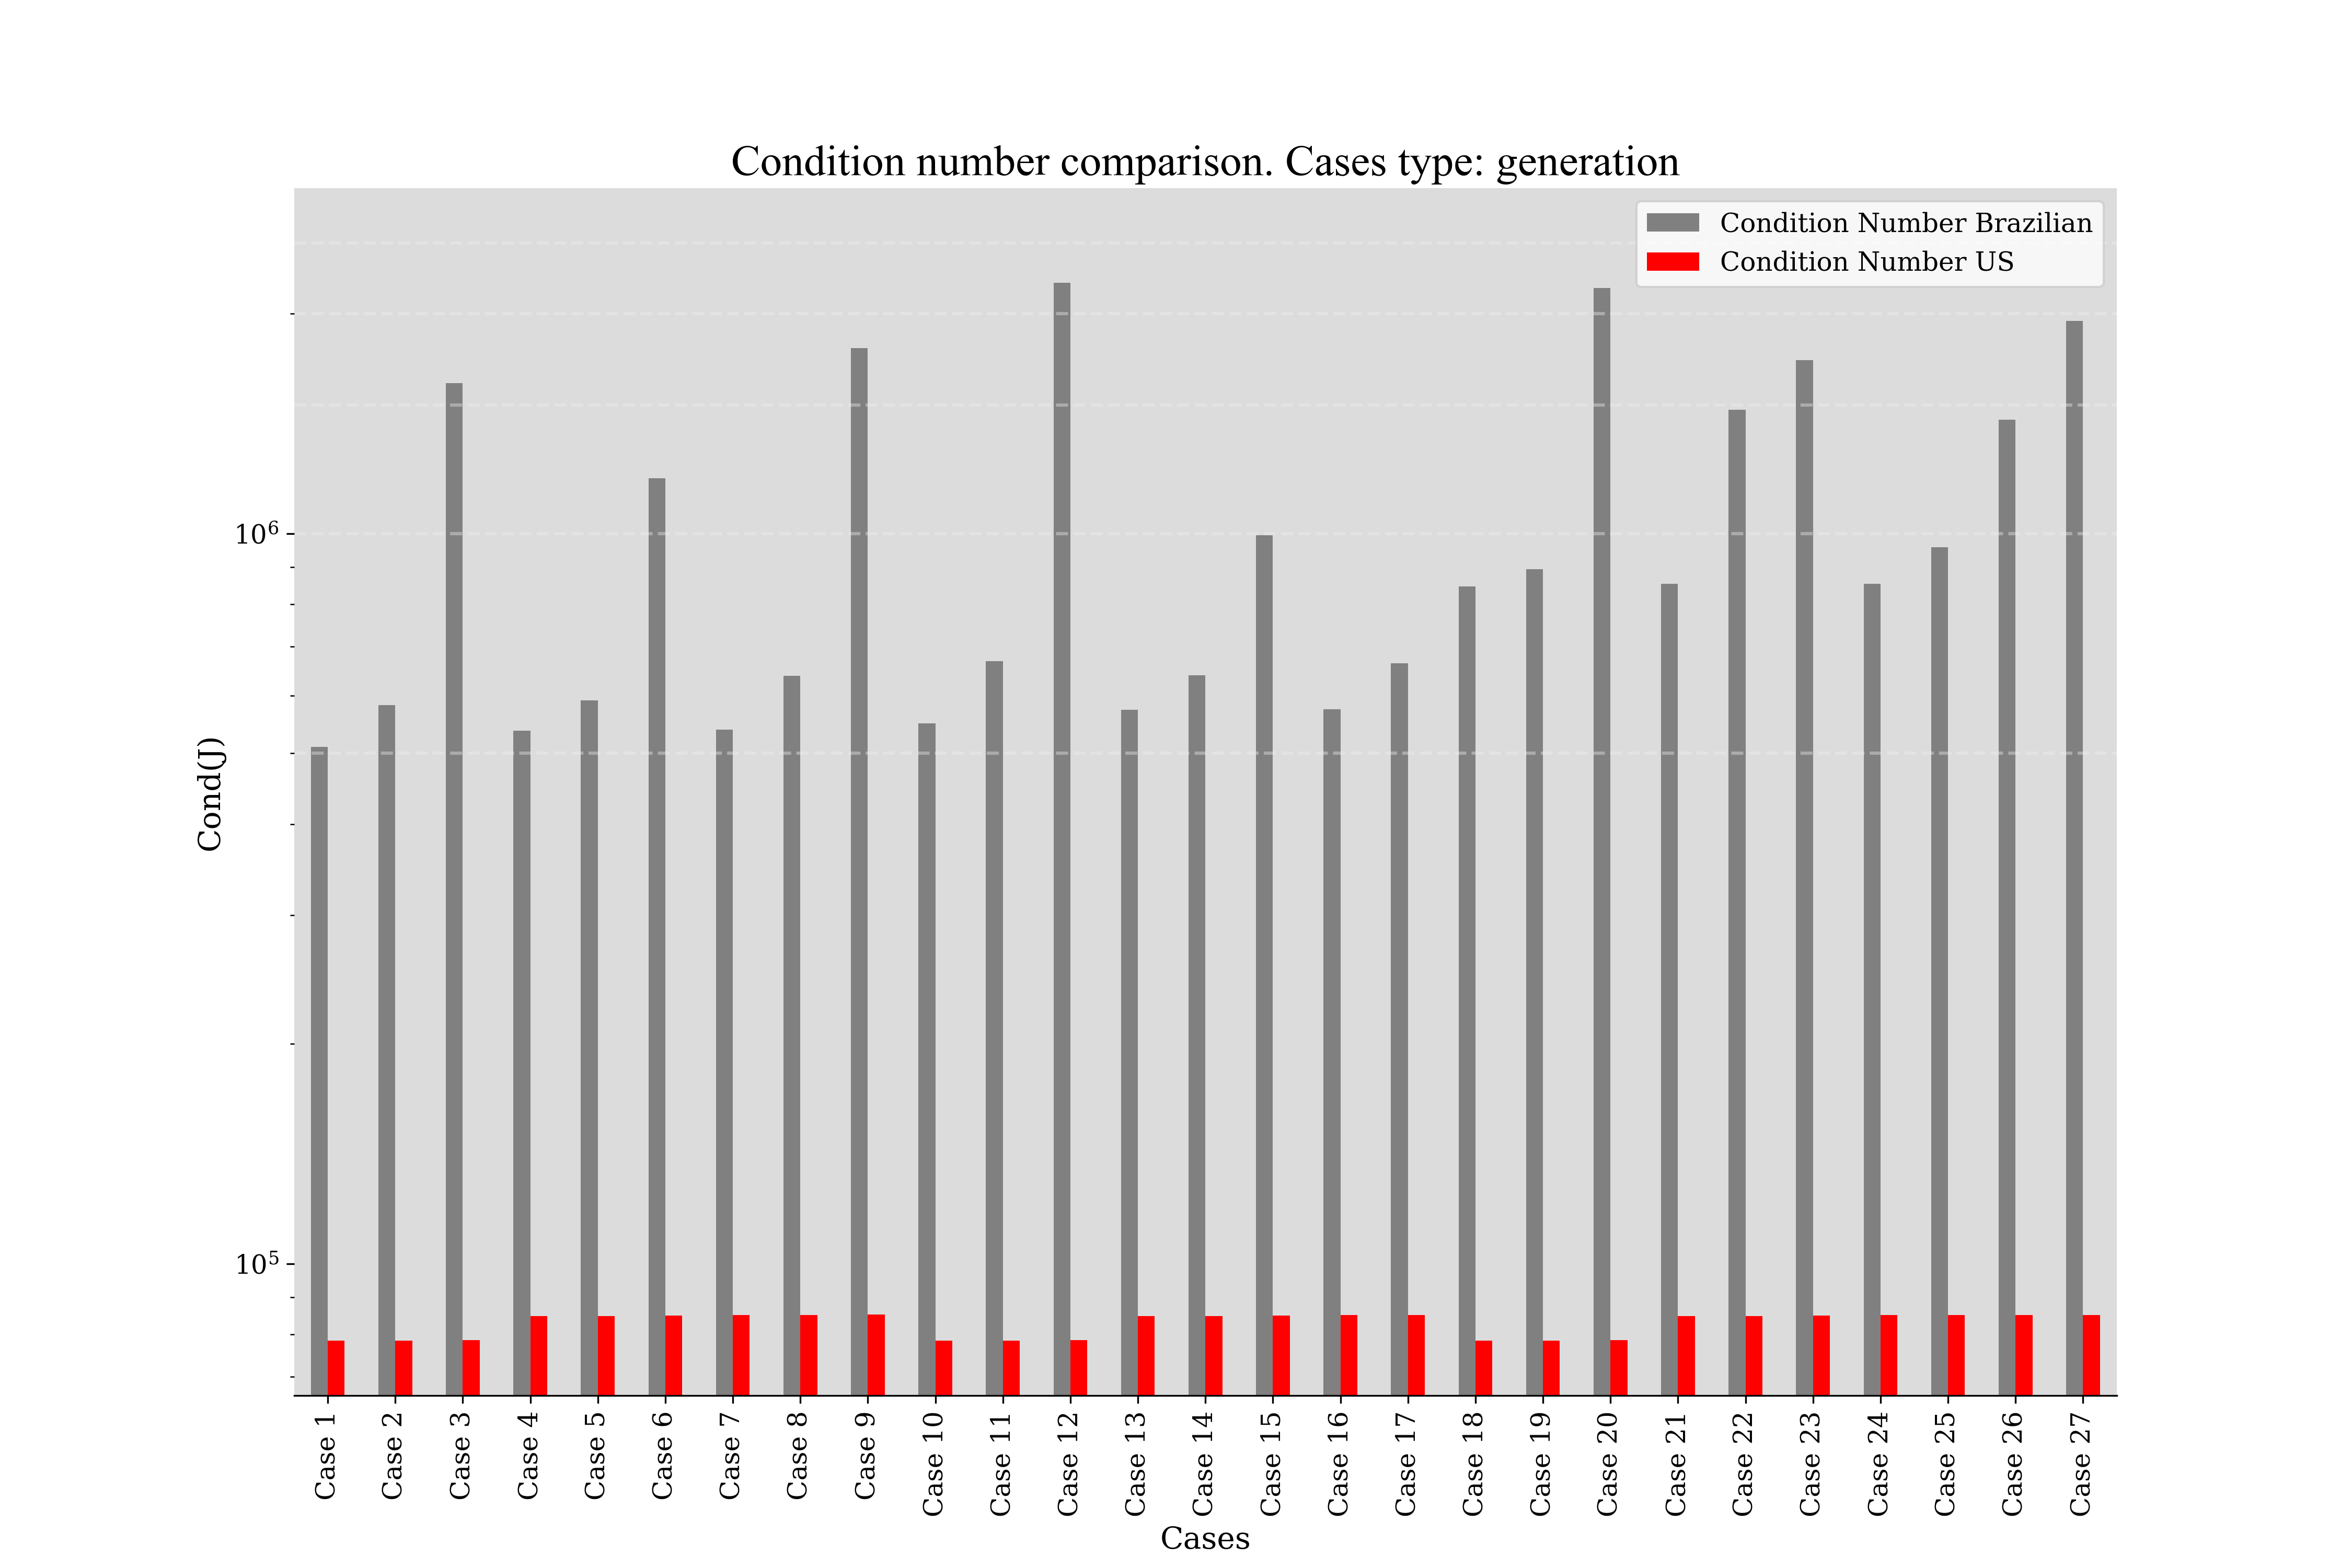 Condition number comparison. Cases type: generation
Condition Number Brazilian
Condition Number US
10⁶
10⁵
Cond(J)
Case 1
Case 2
Case 3
Case 4
Case 5
Case 6
Case 7
Case 8
Case 9
Case 10
Case 11
Case 12
Case 13
Case 14
Case 15
Case 16
Case 17
Case 18
Case 19
Case 20
Case 21
Case 22
Case 23
Case 24
Case 25
Case 26
Case 27
Cases